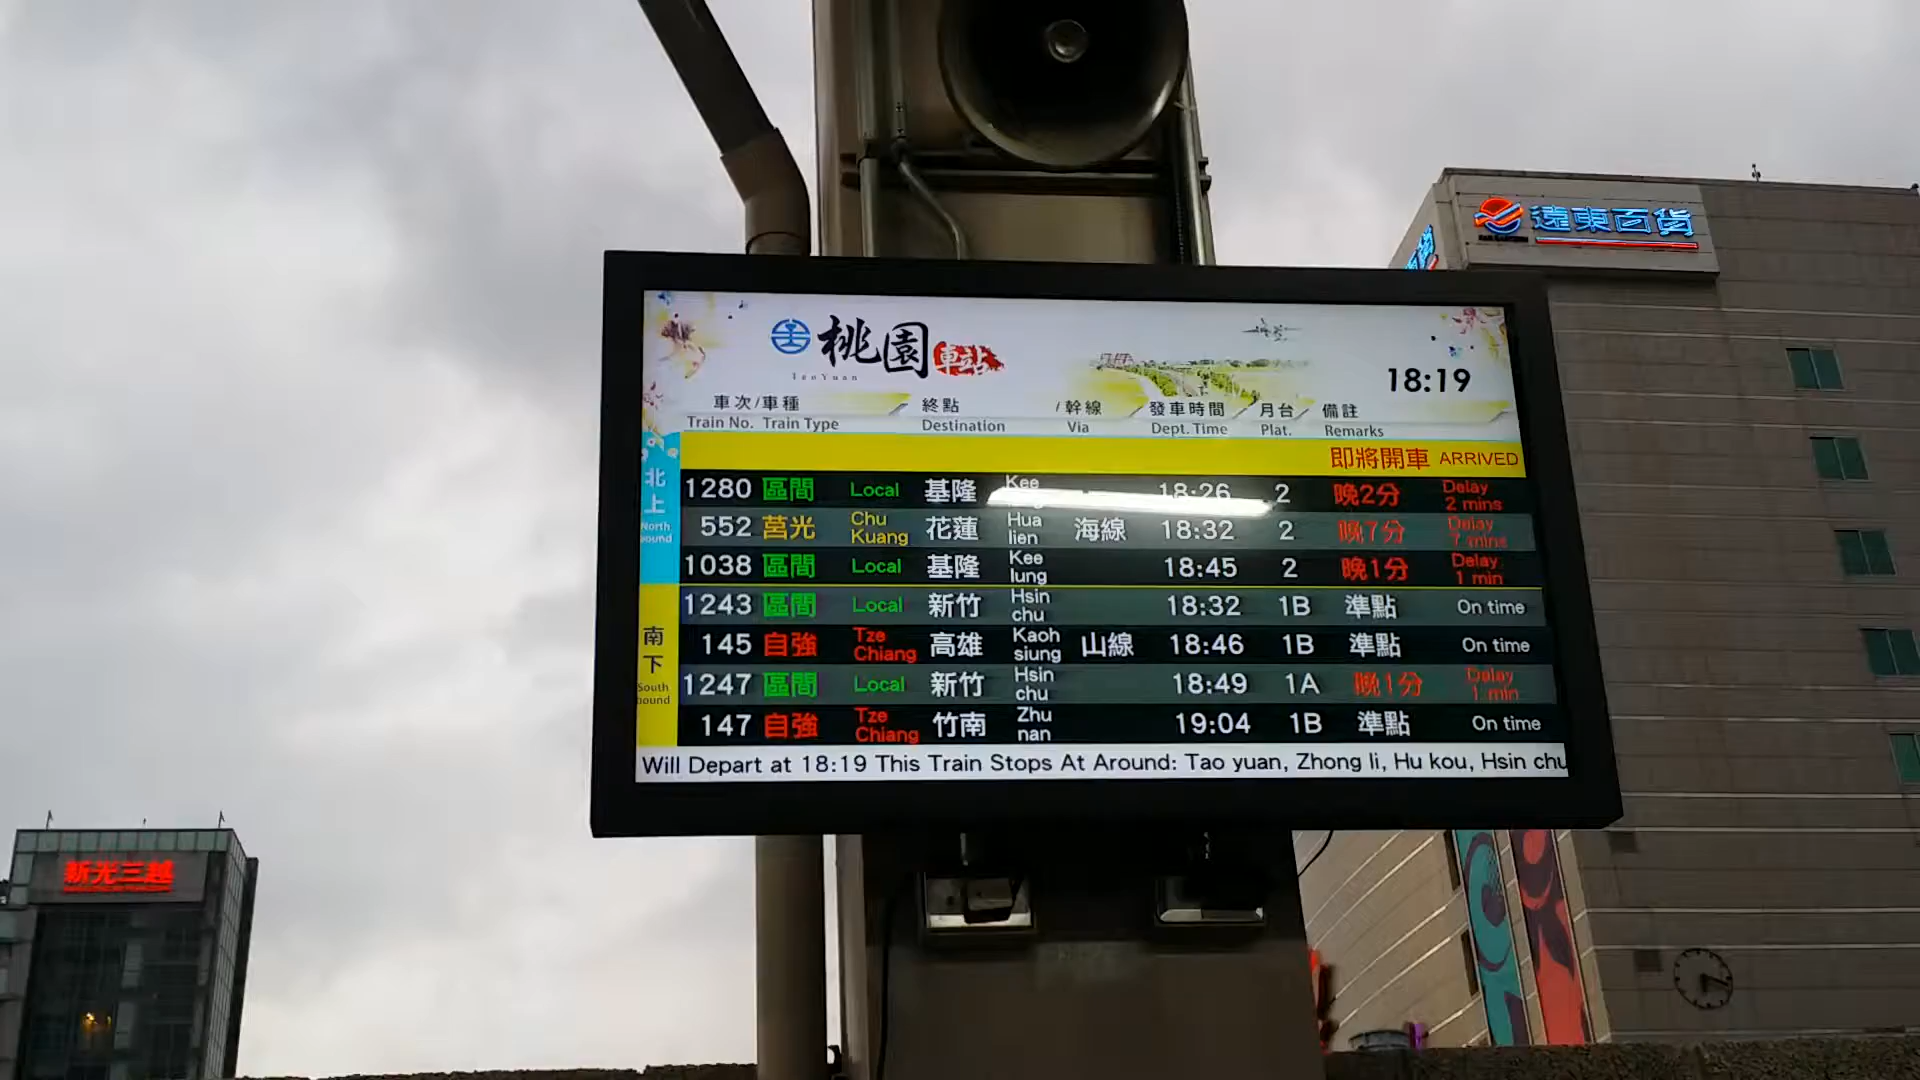 遠東百貨
桃園車站
TaoYuan
18:19
車次/車種 終點 /幹線 發車時間 月台 備註
Train No. Train Type Destination Via Dept. Time Plat. Remarks
即將開車 ARRIVED
北上
North bound
1280 區間 Local 基隆 Kee 18:26 2 晚2分 Delay 2 mins
552 莒光 Chu Kuang 花蓮 Hua lien 海線 18:32 2 晚7分 Delay 7 mins
1038 區間 Local 基隆 Kee lung 18:45 2 晚1分 Delay 1 min
南下
South bound
1243 區間 Local 新竹 Hsin chu 18:32 1B 準點 On time
145 自強 Tze Chiang 高雄 Kaoh siung 山線 18:46 1B 準點 On time
1247 區間 Local 新竹 Hsin chu 18:49 1A 晚1分 Delay 1 min
147 自強 Tze Chiang 竹南 Zhu nan 19:04 1B 準點 On time
Will Depart at 18:19 This Train Stops At Around: Tao yuan, Zhong li, Hu kou, Hsin chu
新光三越